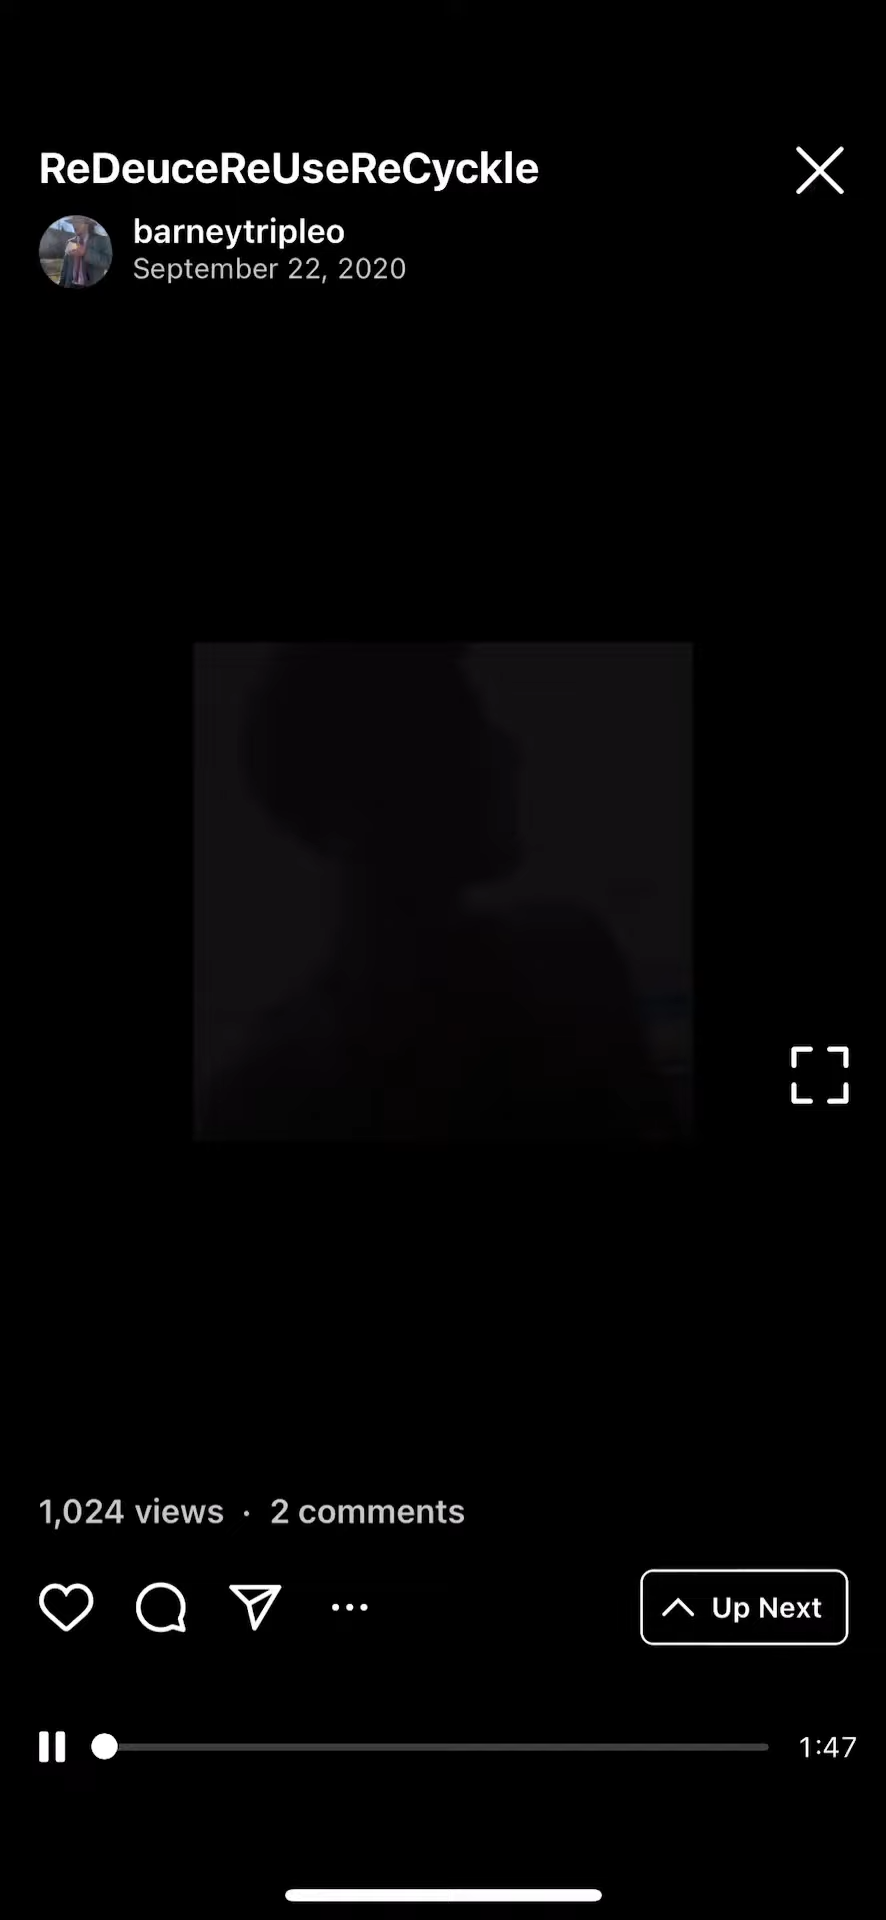 ReDeuceReUseReCyckle
barneytripleo
September 22, 2020
1,024 views · 2 comments
Up Next
1:47